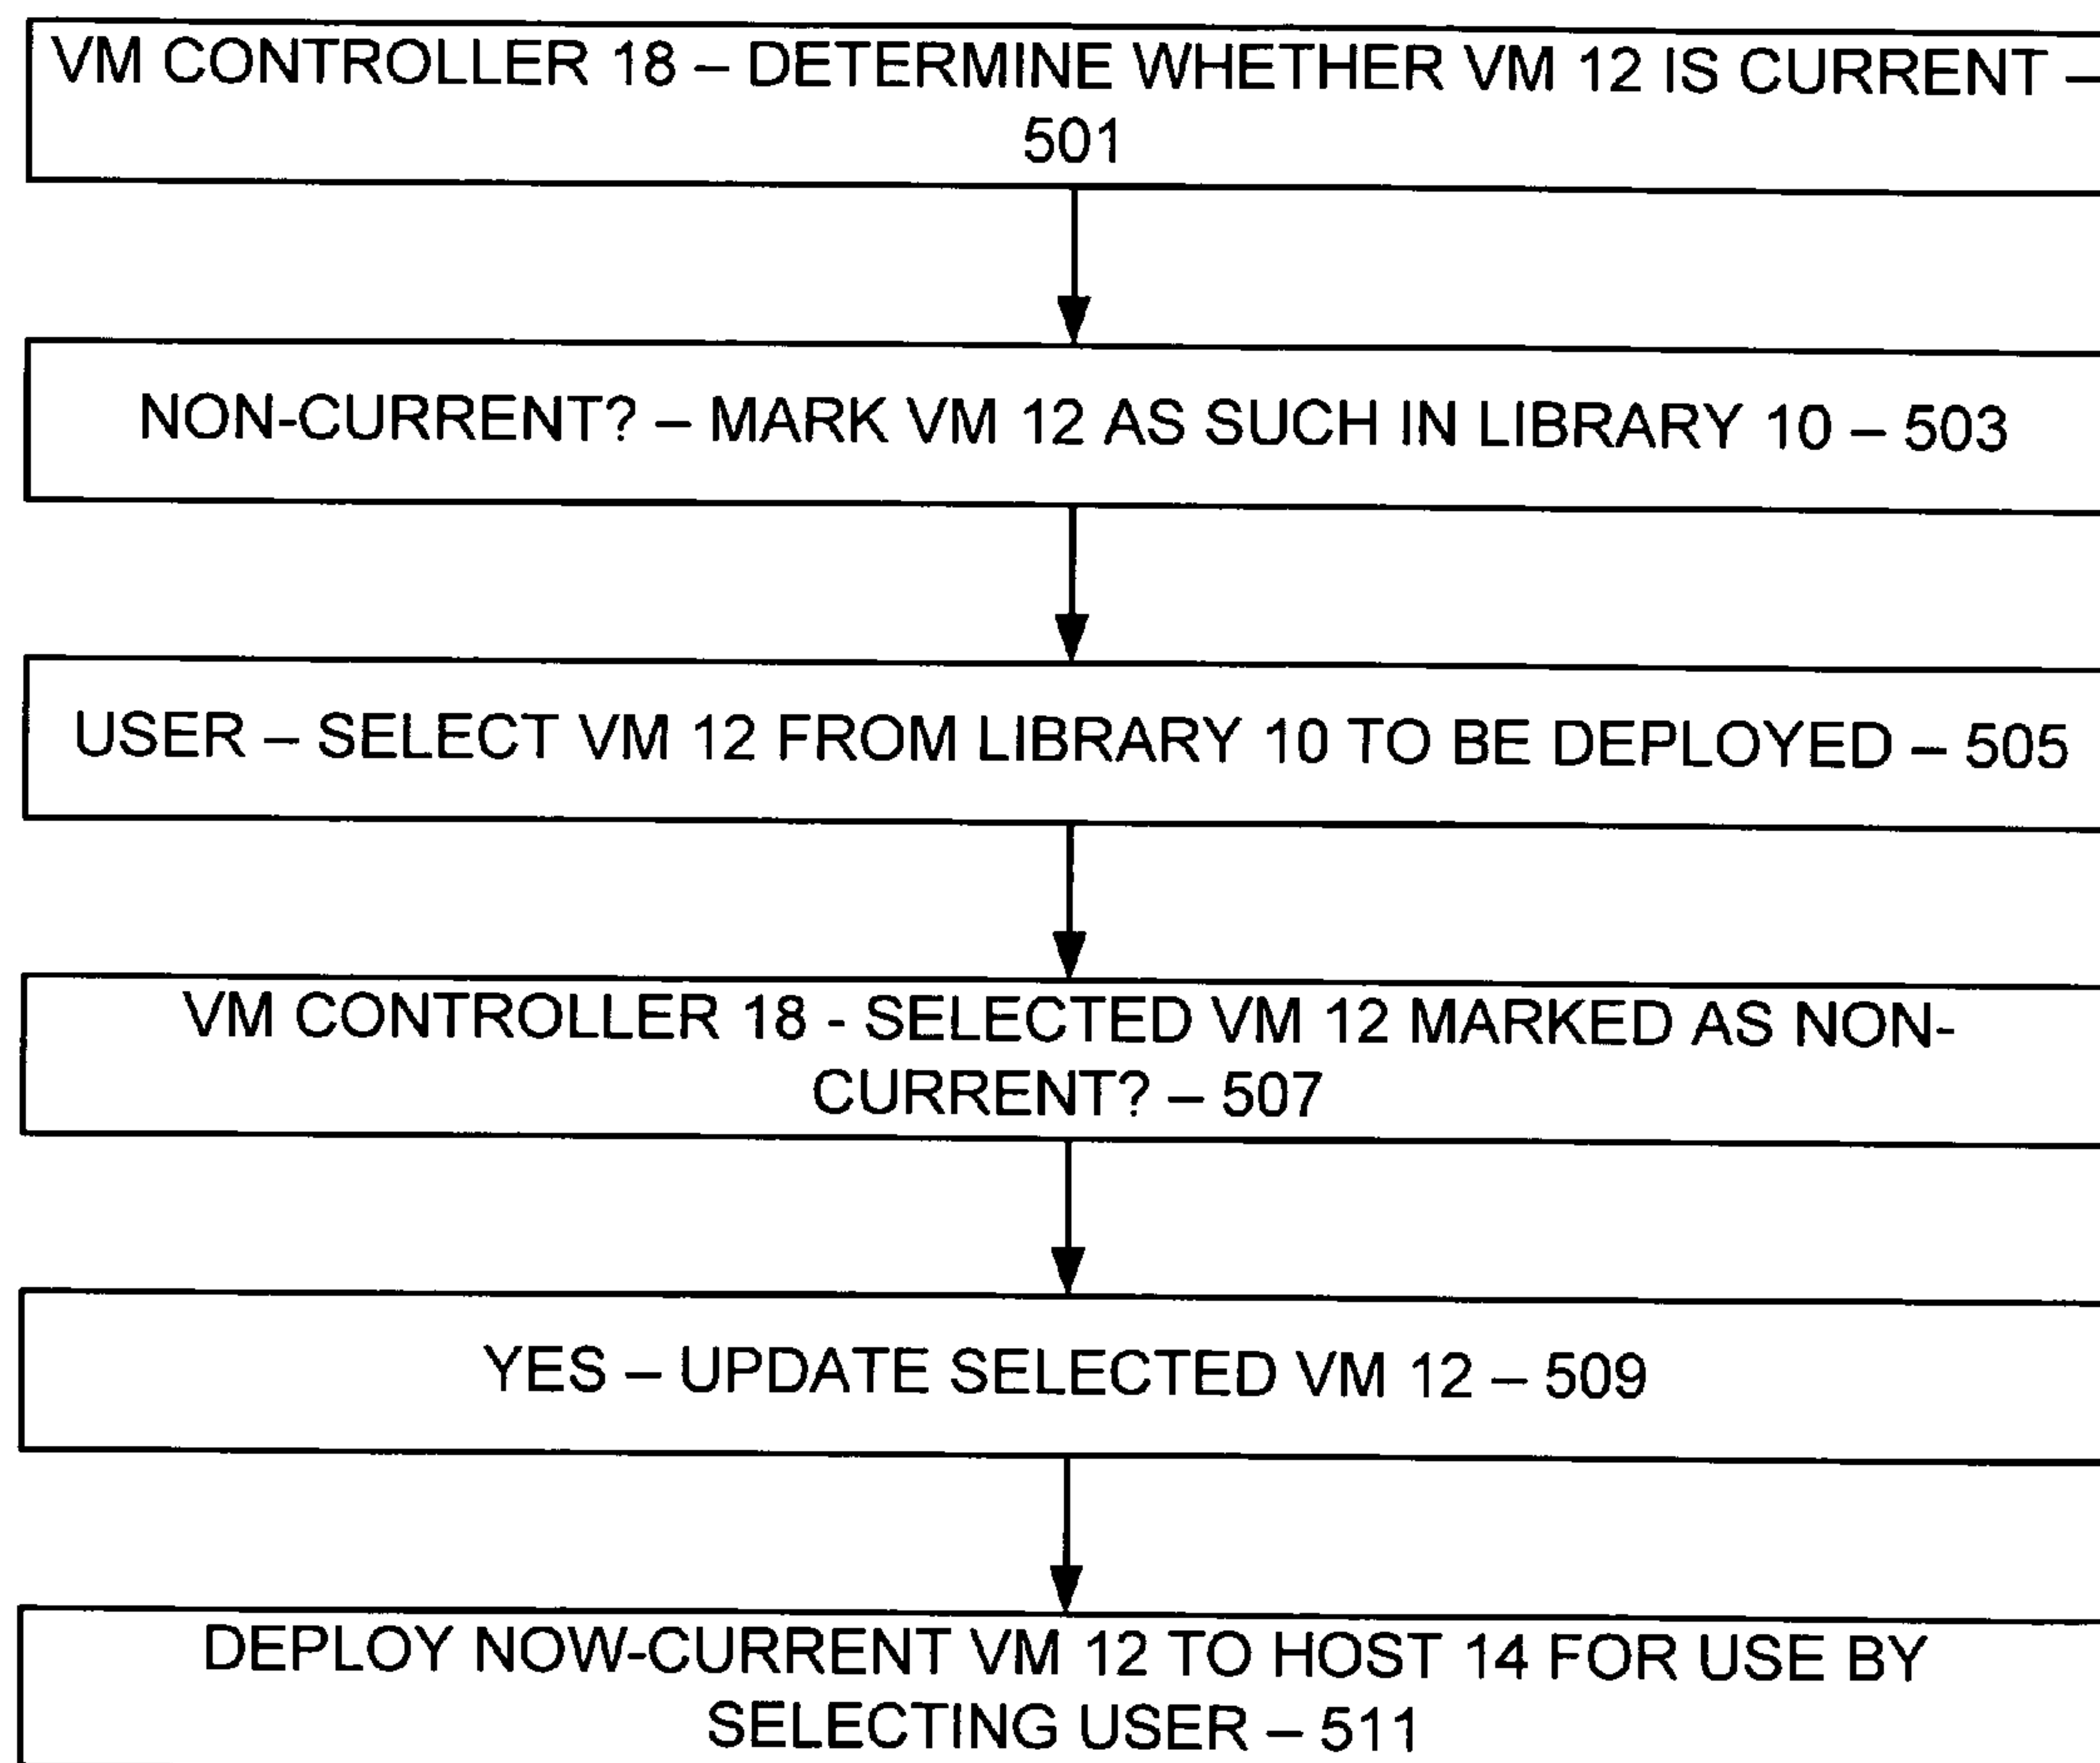 VM CONTROLLER 18 – DETERMINE WHETHER VM 12 IS CURRENT –
501
NON-CURRENT? – MARK VM 12 AS SUCH IN LIBRARY 10 – 503
USER – SELECT VM 12 FROM LIBRARY 10 TO BE DEPLOYED – 505
VM CONTROLLER 18 - SELECTED VM 12 MARKED AS NON-
CURRENT? – 507
YES – UPDATE SELECTED VM 12 – 509
DEPLOY NOW-CURRENT VM 12 TO HOST 14 FOR USE BY
SELECTING USER – 511